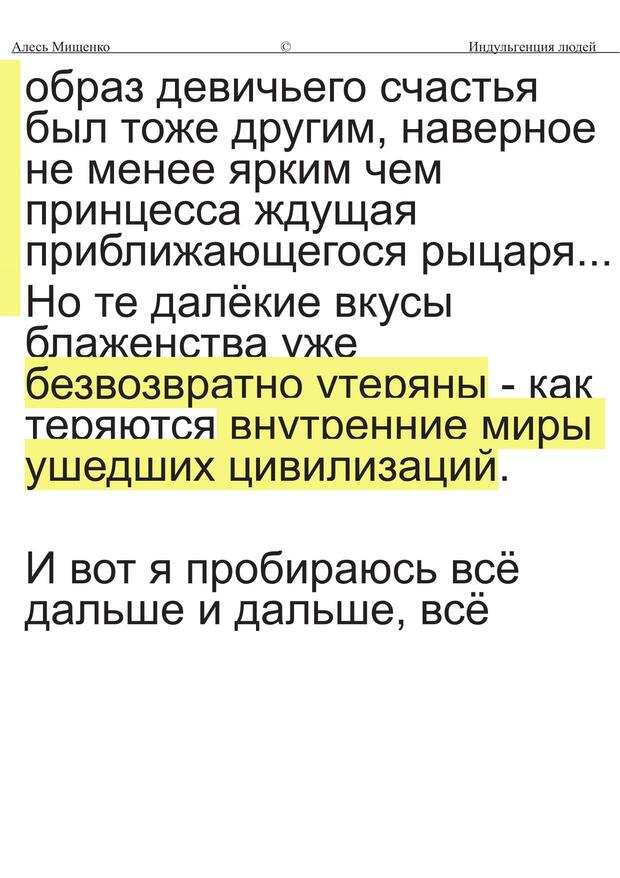 Алесь Мищенко © Индульгенция людей
образ девичьего счастья
был тоже другим, наверное
не менее ярким чем
принцесса ждущая
приближающегося рыцаря...
Но те далёкие вкусы
блаженства уже
безвозвратно утеряны - как
теряются внутренние миры
ушедших цивилизаций.
И вот я пробираюсь всё
дальше и дальше, всё